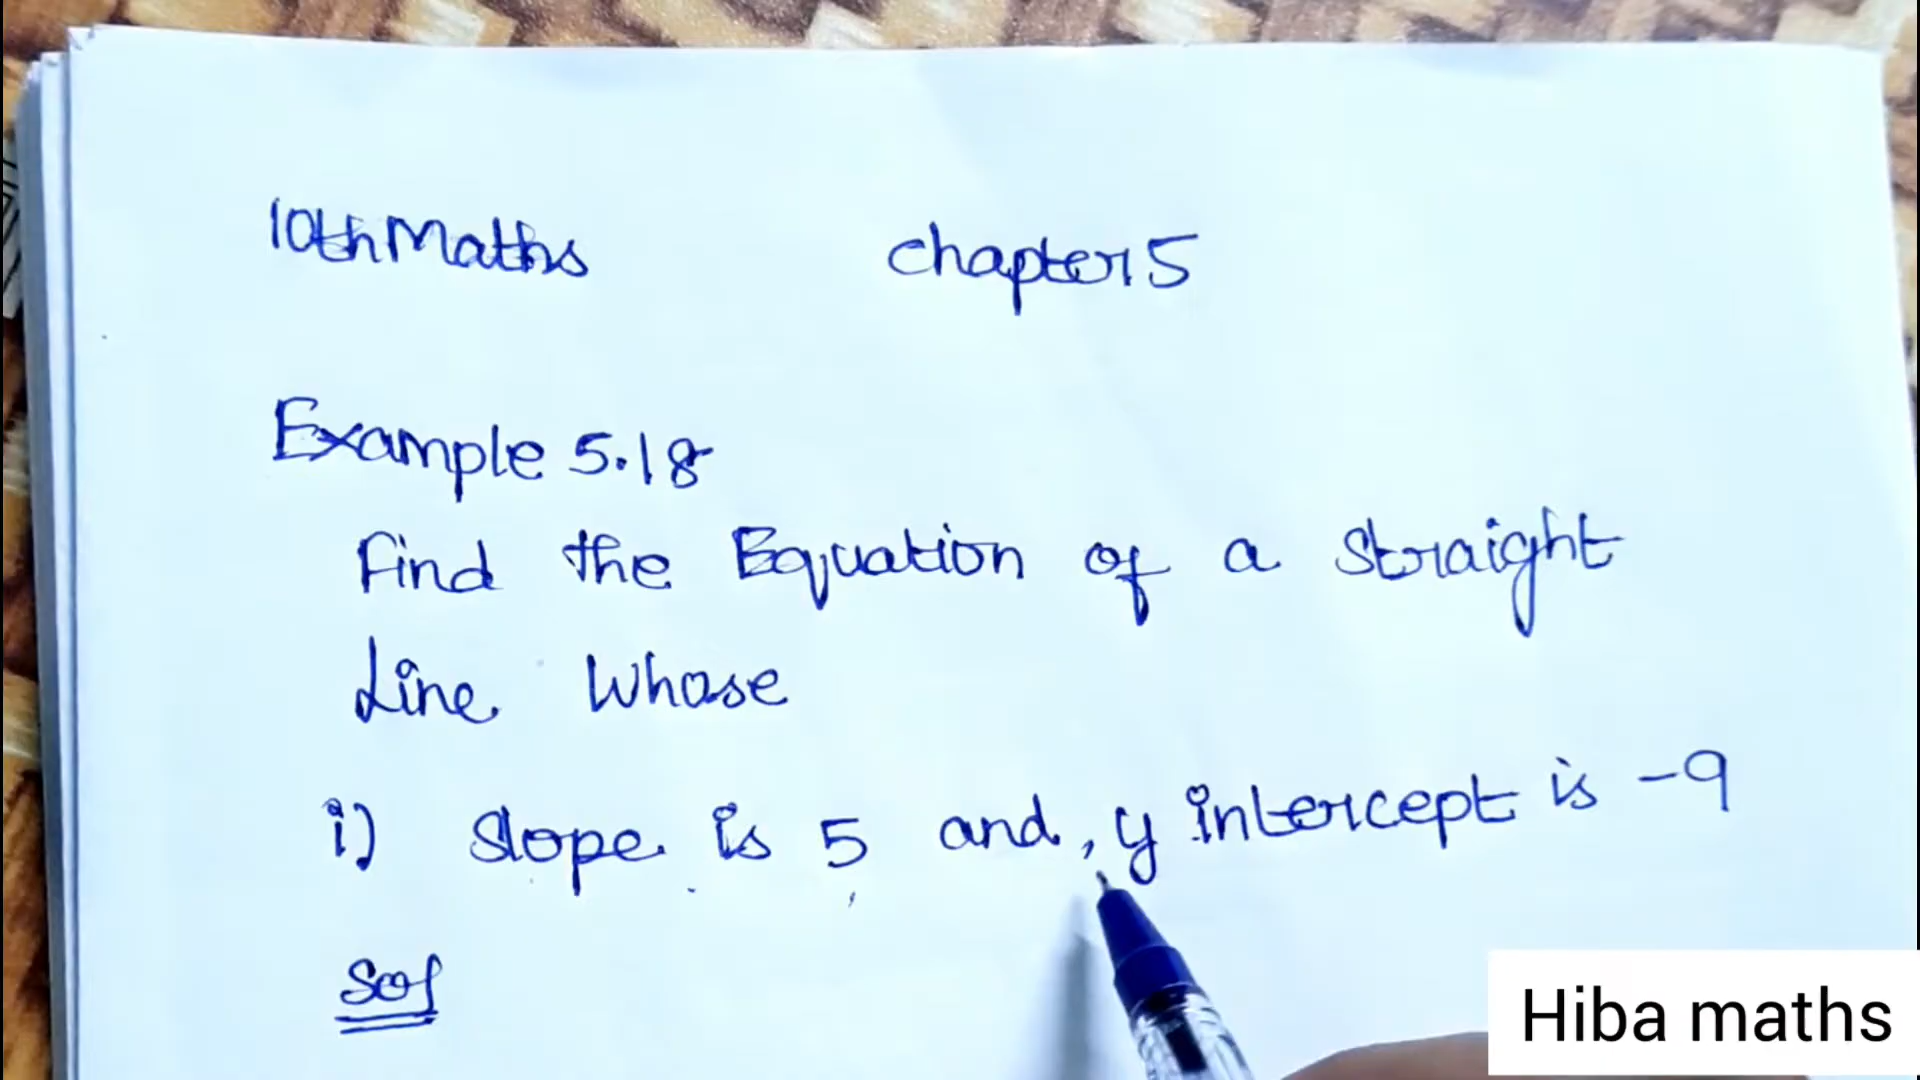 10th Maths chapter 5
Example 5.18
Find the Equation of a straight
Line whose
i) slope is 5 and, y intercept is -9
Sol
Hiba maths